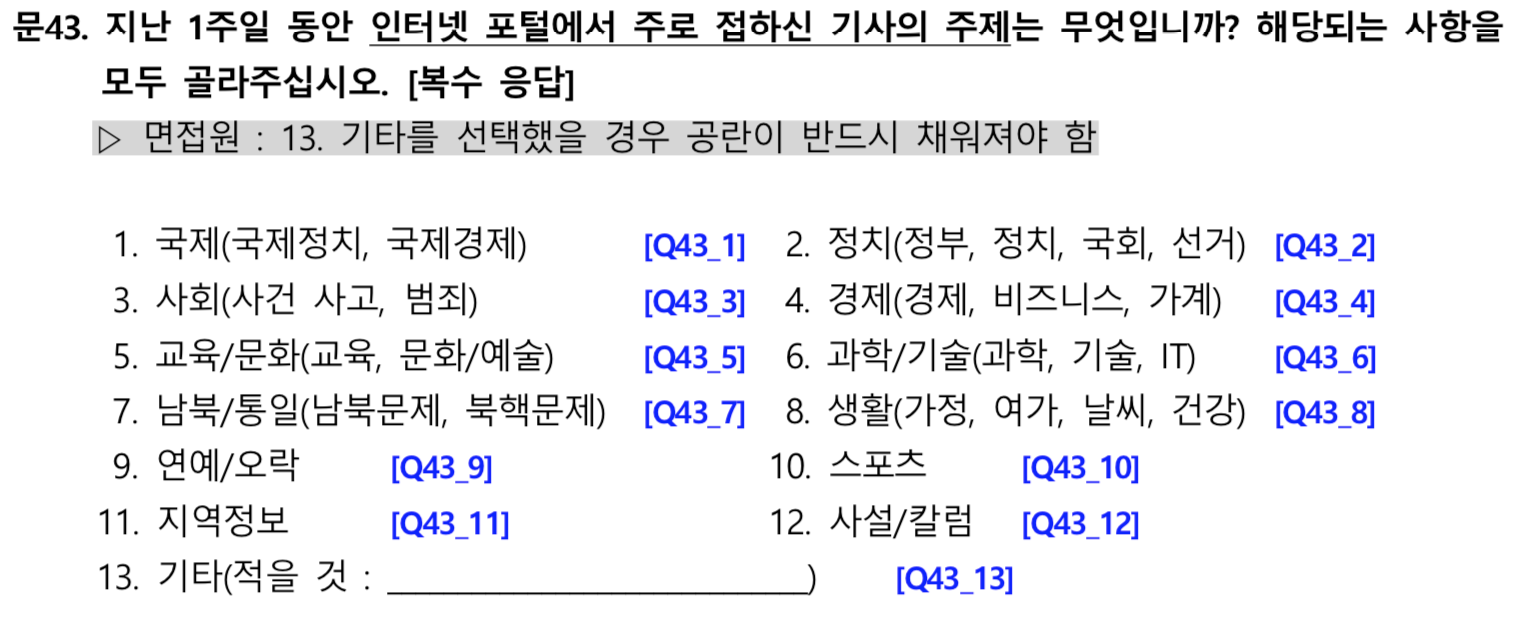 문43. 지난 1주일 동안 인터넷 포털에서 주로 접하신 기사의 주제는 무엇입니까? 해당되는 사항을
모두 골라주십시오. [복수 응답]
▷ 면접원 : 13. 기타를 선택했을 경우 공란이 반드시 채워져야 함
1. 국제(국제정치, 국제경제) [Q43_1] 2. 정치(정부, 정치, 국회, 선거) [Q43_2]
3. 사회(사건 사고, 범죄) [Q43_3] 4. 경제(경제, 비즈니스, 가계) [Q43_4]
5. 교육/문화(교육, 문화/예술) [Q43_5] 6. 과학/기술(과학, 기술, IT) [Q43_6]
7. 남북/통일(남북문제, 북핵문제) [Q43_7] 8. 생활(가정, 여가, 날씨, 건강) [Q43_8]
9. 연예/오락 [Q43_9] 10. 스포츠 [Q43_10]
11. 지역정보 [Q43_11] 12. 사설/칼럼 [Q43_12]
13. 기타(적을 것 : ______________________) [Q43_13]